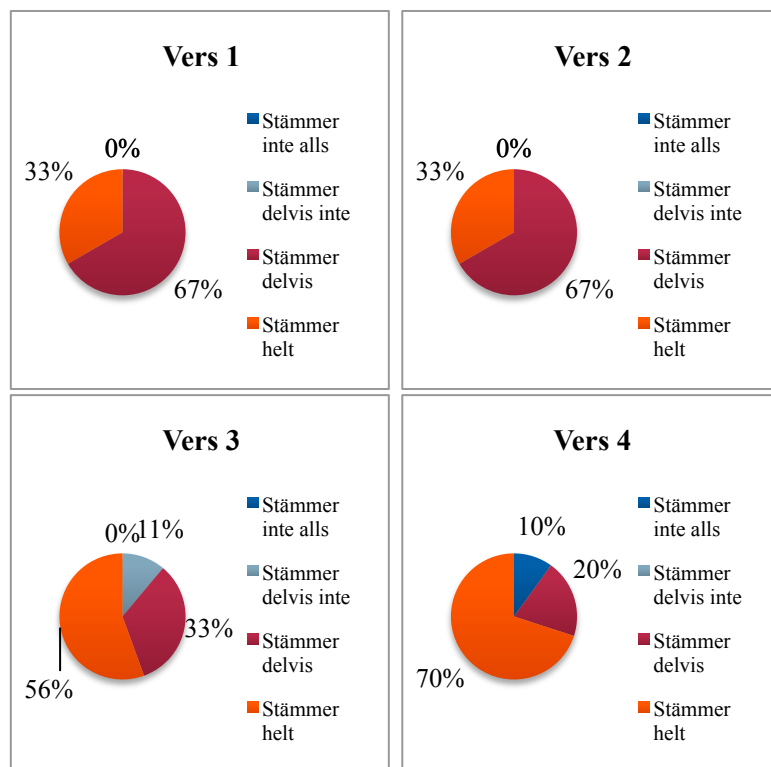 Vers 1
0%
33%
67%
Stämmer
inte alls
Stämmer
delvis inte
Stämmer
delvis
Stämmer
helt
Vers 2
0%
33%
67%
Stämmer
inte alls
Stämmer
delvis inte
Stämmer
delvis
Stämmer
helt
Vers 3
0%
11%
33%
56%
Stämmer
inte alls
Stämmer
delvis inte
Stämmer
delvis
Stämmer
helt
Vers 4
10%
20%
70%
Stämmer
inte alls
Stämmer
delvis inte
Stämmer
delvis
Stämmer
helt